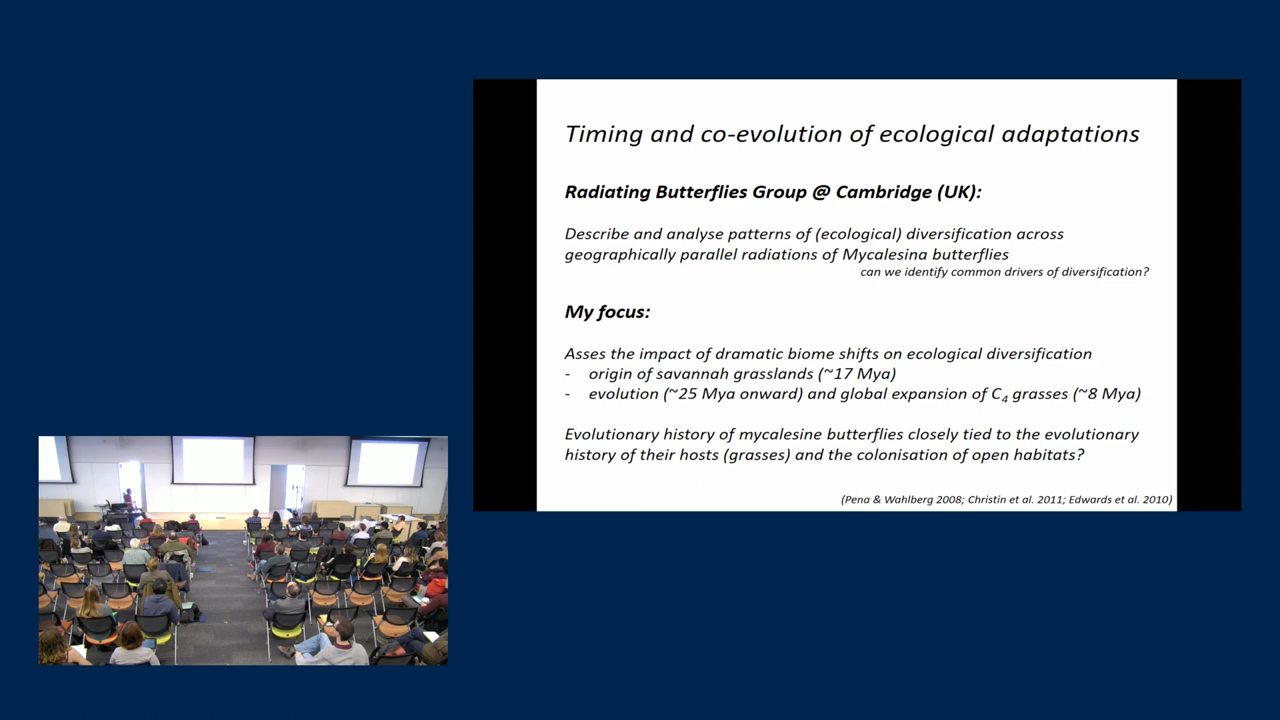 Timing and co-evolution of ecological adaptations
Radiating Butterflies Group @ Cambridge (UK):
Describe and analyse patterns of (ecological) diversification across
geographically parallel radiations of Mycalesina butterflies
can we identify common drivers of diversification?
My focus:
Asses the impact of dramatic biome shifts on ecological diversification
- origin of savannah grasslands (~17 Mya)
- evolution (~25 Mya onward) and global expansion of C4 grasses (~8 Mya)
Evolutionary history of mycalesine butterflies closely tied to the evolutionary
history of their hosts (grasses) and the colonisation of open habitats?
(Pena & Wahlberg 2008; Christin et al. 2011; Edwards et al. 2010)